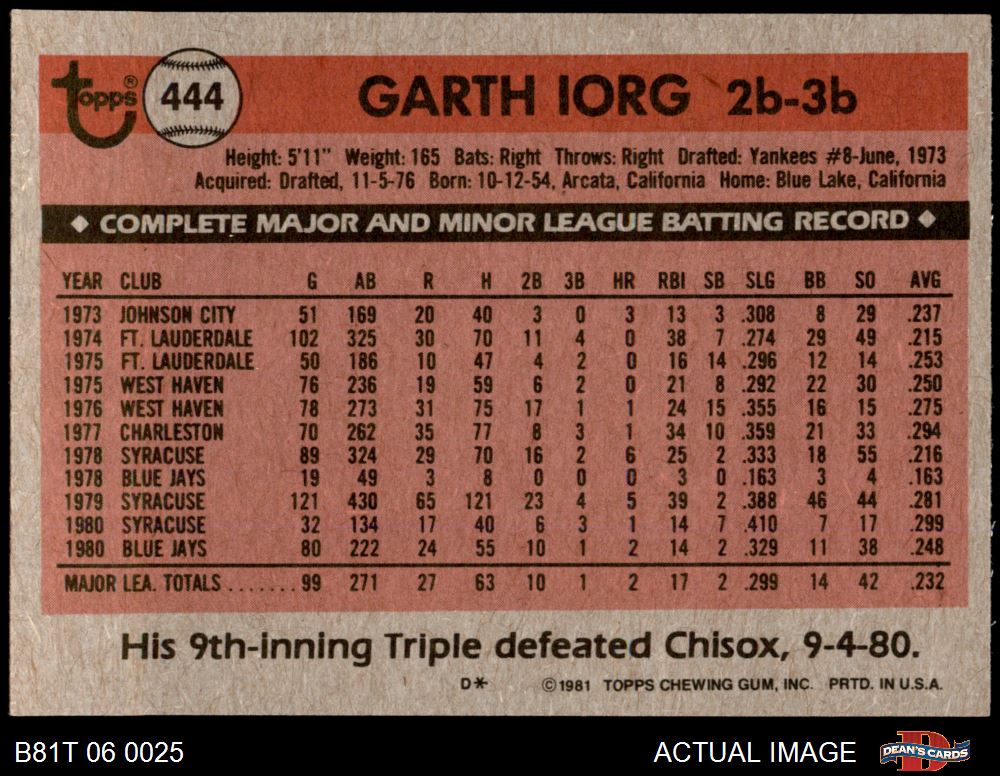 Topps® 444 GARTH IORG 2b-3b
Height: 5'11" Weight: 165 Bats: Right Throws: Right Drafted: Yankees #8-June, 1973
Acquired: Drafted, 11-5-76 Born: 10-12-54, Arcata, California Home: Blue Lake, California
◆ COMPLETE MAJOR AND MINOR LEAGUE BATTING RECORD ◆
YEAR CLUB G AB R H 2B 3B HR RBI SB SLG BB SO AVG
1973 JOHNSON CITY 51 169 20 40 3 0 3 13 3 .308 8 29 .237
1974 FT. LAUDERDALE 102 325 30 70 11 4 0 38 7 .274 29 49 .215
1975 FT. LAUDERDALE 50 186 10 47 4 2 0 16 14 .296 12 14 .253
1975 WEST HAVEN 76 236 19 59 6 2 0 21 8 .292 22 30 .250
1976 WEST HAVEN 78 273 31 75 17 1 1 24 15 .355 16 15 .275
1977 CHARLESTON 70 262 35 77 8 3 1 34 10 .359 21 33 .294
1978 SYRACUSE 89 324 29 70 16 2 6 25 2 .333 18 55 .216
1978 BLUE JAYS 19 49 3 8 0 0 0 3 0 .163 3 4 .163
1979 SYRACUSE 121 430 65 121 23 4 5 39 2 .388 46 44 .281
1980 SYRACUSE 32 134 17 40 6 3 1 14 7 .410 7 17 .299
1980 BLUE JAYS 80 222 24 55 10 1 2 14 2 .329 11 38 .248
MAJOR LEA. TOTALS ....... 99 271 27 63 10 1 2 17 2 .299 14 42 .232
His 9th-inning Triple defeated Chisox, 9-4-80.
D* ©1981 TOPPS CHEWING GUM, INC. PRTD. IN U.S.A.
B81T 06 0025 ACTUAL IMAGE DEAN'S CARDS